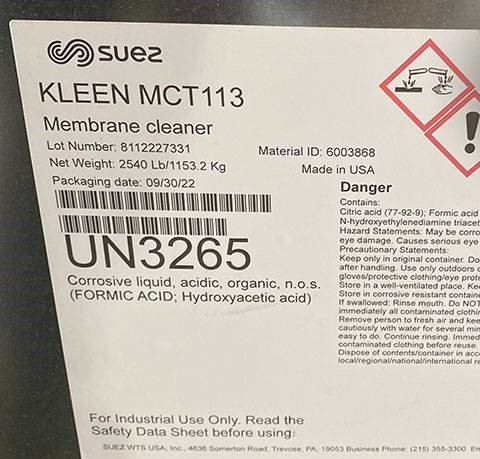 suez
KLEEN MCT113
Membrane cleaner
Lot Number: 8112227331
Net Weight: 2540 Lb/1153.2 Kg
Packaging date: 09/30/22
Material ID: 6003868
Made in USA
UN3265
Corrosive liquid, acidic, organic, n.o.s.
(FORMIC ACID; Hydroxyacetic acid)
Danger
Contains:
Citric acid (77-92-9); Formic acid
N-hydroxyethylenediamine triacet
Hazard Statements: May be corro
eye damage. Causes serious eye
Precautionary Statements:
Keep only in original container. Do
after handling. Use only outdoors o
gloves/protective clothing/eye prote
Store in a well-ventilated place. Kee
Store in corrosive resistant containe
If swallowed: Rinse mouth. Do NOT
immediately all contaminated clothin
Remove person to fresh air and kee
cautiously with water for several min
easy to do. Continue rinsing. Immed
contaminated clothing before reuse.
Dispose of contents/container in acc
local/regional/national/international re
For Industrial Use Only. Read the
Safety Data Sheet before using.
SUEZ WTS USA, Inc., 4636 Somerton Road, Trevose, PA, 19053 Business Phone: (215) 355-3300 Em